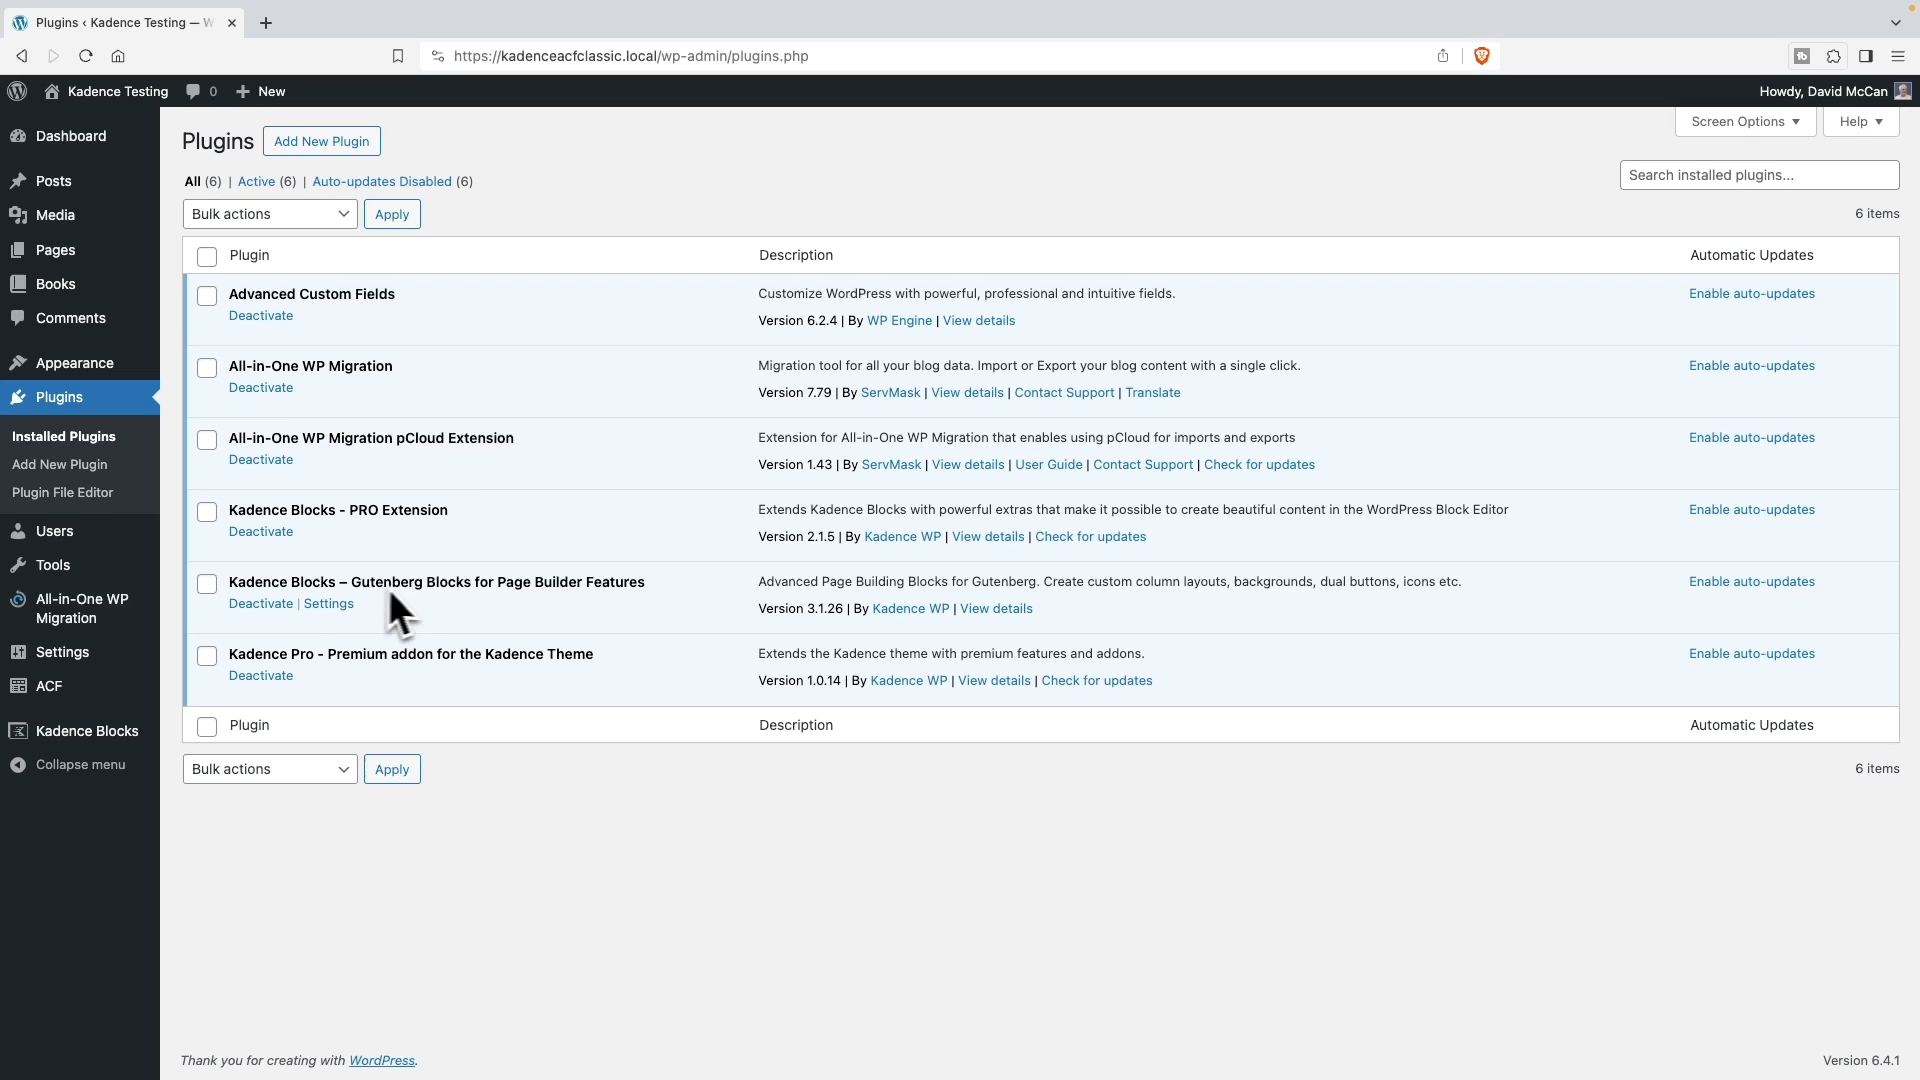 Plugins ‹ Kadence Testing — W
https://kadenceacfclassic.local/wp-admin/plugins.php
Kadence Testing 0 New Howdy, David McCan
Screen Options Help
Dashboard
Posts
Media
Pages
Books
Comments
Appearance
Plugins
Installed Plugins
Add New Plugin
Plugin File Editor
Users
Tools
All-in-One WP
Migration
Settings
ACF
Kadence Blocks
Collapse menu
Plugins Add New Plugin
All (6) | Active (6) | Auto-updates Disabled (6)
Search installed plugins...
Bulk actions Apply 6 items
Plugin Description Automatic Updates
Advanced Custom Fields
Deactivate
Customize WordPress with powerful, professional and intuitive fields.
Version 6.2.4 | By WP Engine | View details
Enable auto-updates
All-in-One WP Migration
Deactivate
Migration tool for all your blog data. Import or Export your blog content with a single click.
Version 7.79 | By ServMask | View details | Contact Support | Translate
Enable auto-updates
All-in-One WP Migration pCloud Extension
Deactivate
Extension for All-in-One WP Migration that enables using pCloud for imports and exports
Version 1.43 | By ServMask | View details | User Guide | Contact Support | Check for updates
Enable auto-updates
Kadence Blocks - PRO Extension
Deactivate
Extends Kadence Blocks with powerful extras that make it possible to create beautiful content in the WordPress Block Editor
Version 2.1.5 | By Kadence WP | View details | Check for updates
Enable auto-updates
Kadence Blocks – Gutenberg Blocks for Page Builder Features
Deactivate | Settings
Advanced Page Building Blocks for Gutenberg. Create custom column layouts, backgrounds, dual buttons, icons etc.
Version 3.1.26 | By Kadence WP | View details
Enable auto-updates
Kadence Pro - Premium addon for the Kadence Theme
Deactivate
Extends the Kadence theme with premium features and addons.
Version 1.0.14 | By Kadence WP | View details | Check for updates
Enable auto-updates
Plugin Description Automatic Updates
Bulk actions Apply 6 items
Thank you for creating with WordPress. Version 6.4.1